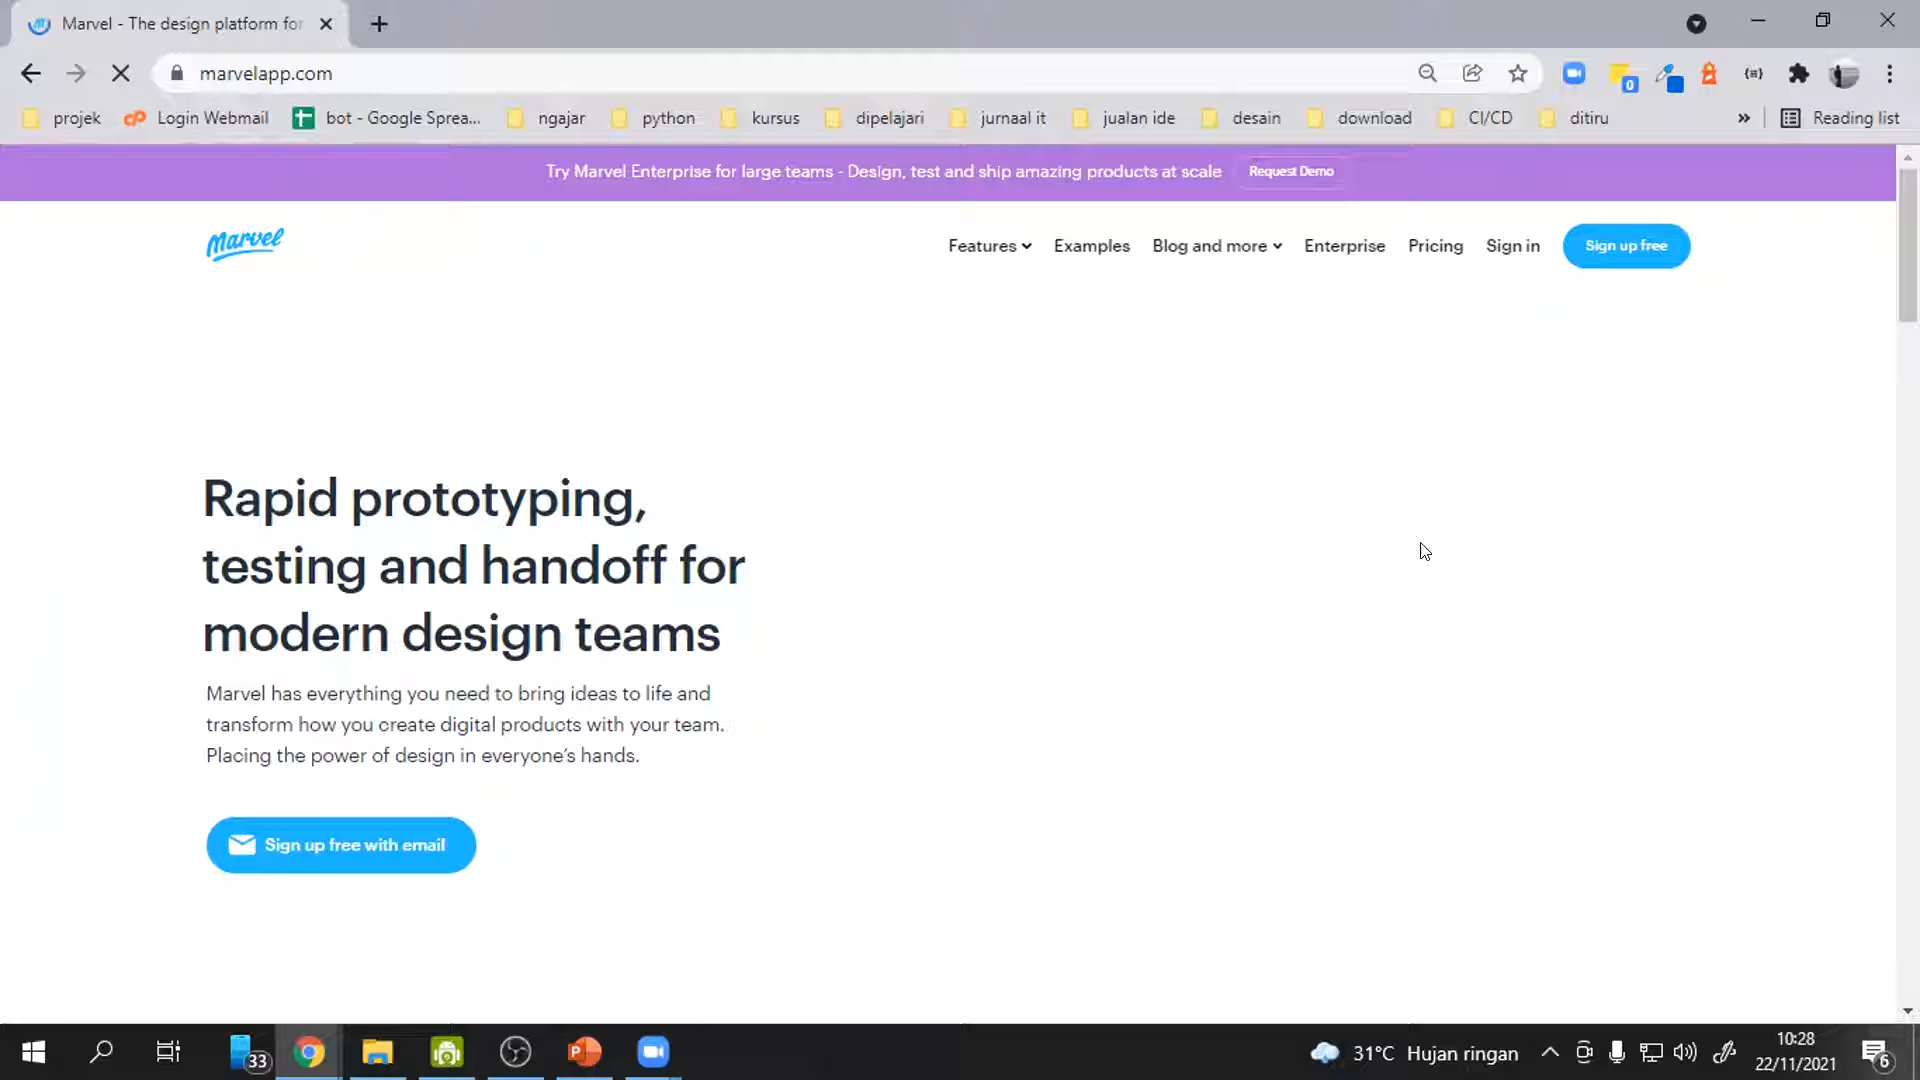 Marvel - The design platform for
marvelapp.com
0
projek
Login Webmail
bot - Google Sprea...
ngajar
python
kursus
dipelajari
jurnaal it
jualan ide
desain
download
CI/CD
ditiru
»
Reading list
Try Marvel Enterprise for large teams - Design, test and ship amazing products at scale
Request Demo
Marvel
Features
Examples
Blog and more
Enterprise
Pricing
Sign in
Sign up free
Rapid prototyping,
testing and handoff for
modern design teams
Marvel has everything you need to bring ideas to life and
transform how you create digital products with your team.
Placing the power of design in everyone's hands.
Sign up free with email
33
31°C Hujan ringan
10:28
22/11/2021
6